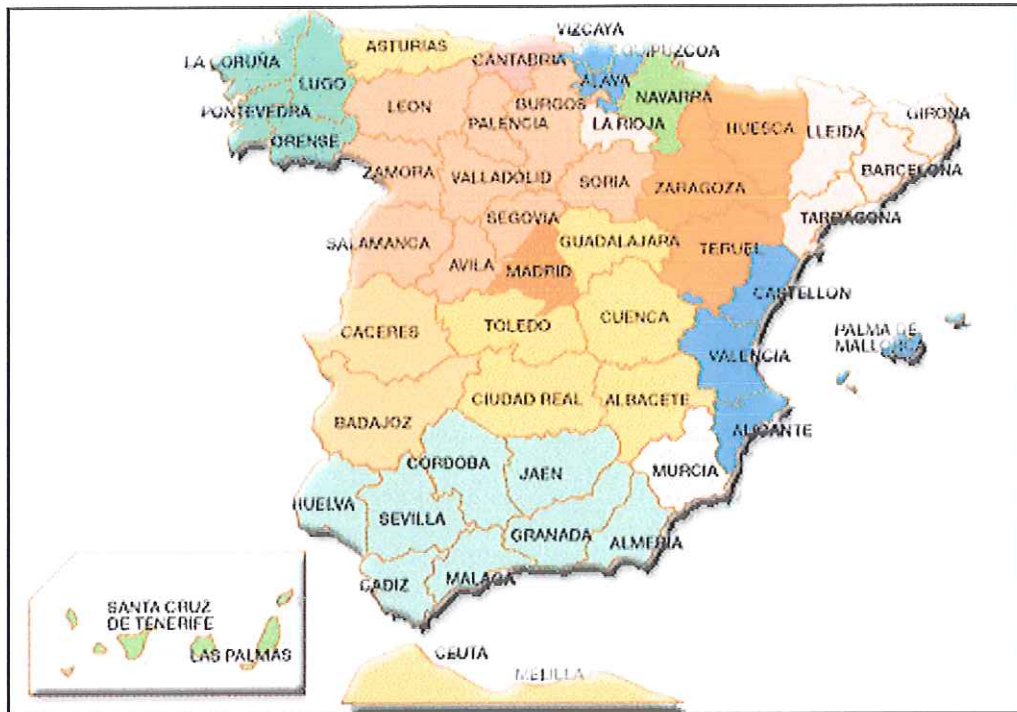 VIZCAYA
ASTURIAS
GUIPUZCOA
CANTABRIA
LA CORUÑA
LUGO
ALAVA
NAVARRA
LEON
BURGOS
PONTEVEDRA
PALENCIA
LA RIOJA
HUESCA
LLEIDA
GIRONA
ORENSE
ZAMORA
VALLADOLID
SORIA
ZARAGOZA
BARCELONA
SEGOVIA
TARRAGONA
SALAMANCA
GUADALAJARA
TERUEL
AVILA
MADRID
CASTELLON
CACERES
TOLEDO
CUENCA
PALMA DE
MALLORCA
VALENCIA
CIUDAD REAL
ALBACETE
BADAJOZ
ALICANTE
CORDOBA
JAEN
MURCIA
HUELVA
SEVILLA
GRANADA
ALMERIA
CADIZ
MALAGA
SANTA CRUZ
DE TENERIFE
LAS PALMAS
CEUTA
MELILLA